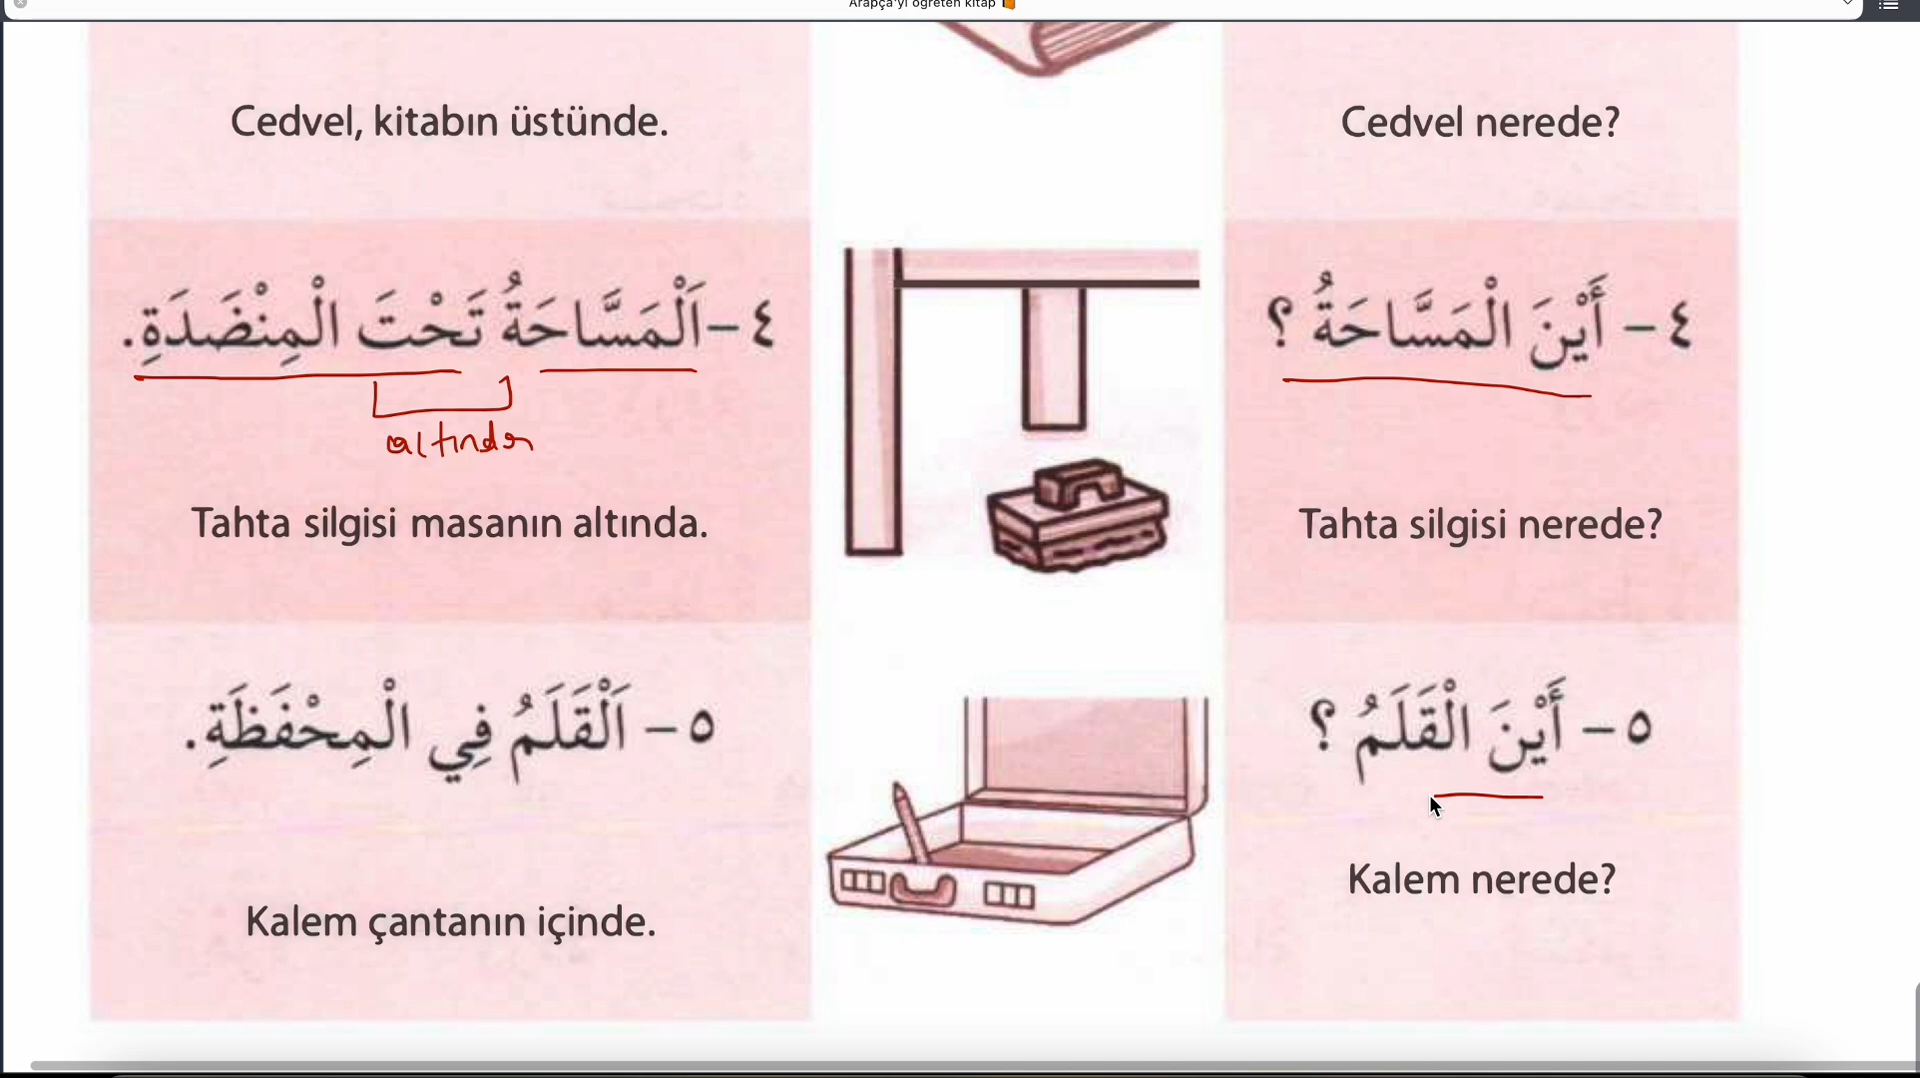 Arapça'yı öğreten kitap
Cedvel nerede?
Cedvel, kitabın üstünde.
٤ - أَيْنَ الْمَسَّاحَةُ ؟
٤ - اَلْمَسَّاحَةُ تَحْتَ الْمِنْضَدَةِ.
altında
Tahta silgisi nerede?
Tahta silgisi masanın altında.
٥ - أَيْنَ الْقَلَمُ ؟
٥ - اَلْقَلَمُ فِي الْمِحْفَظَةِ.
Kalem nerede?
Kalem çantanın içinde.